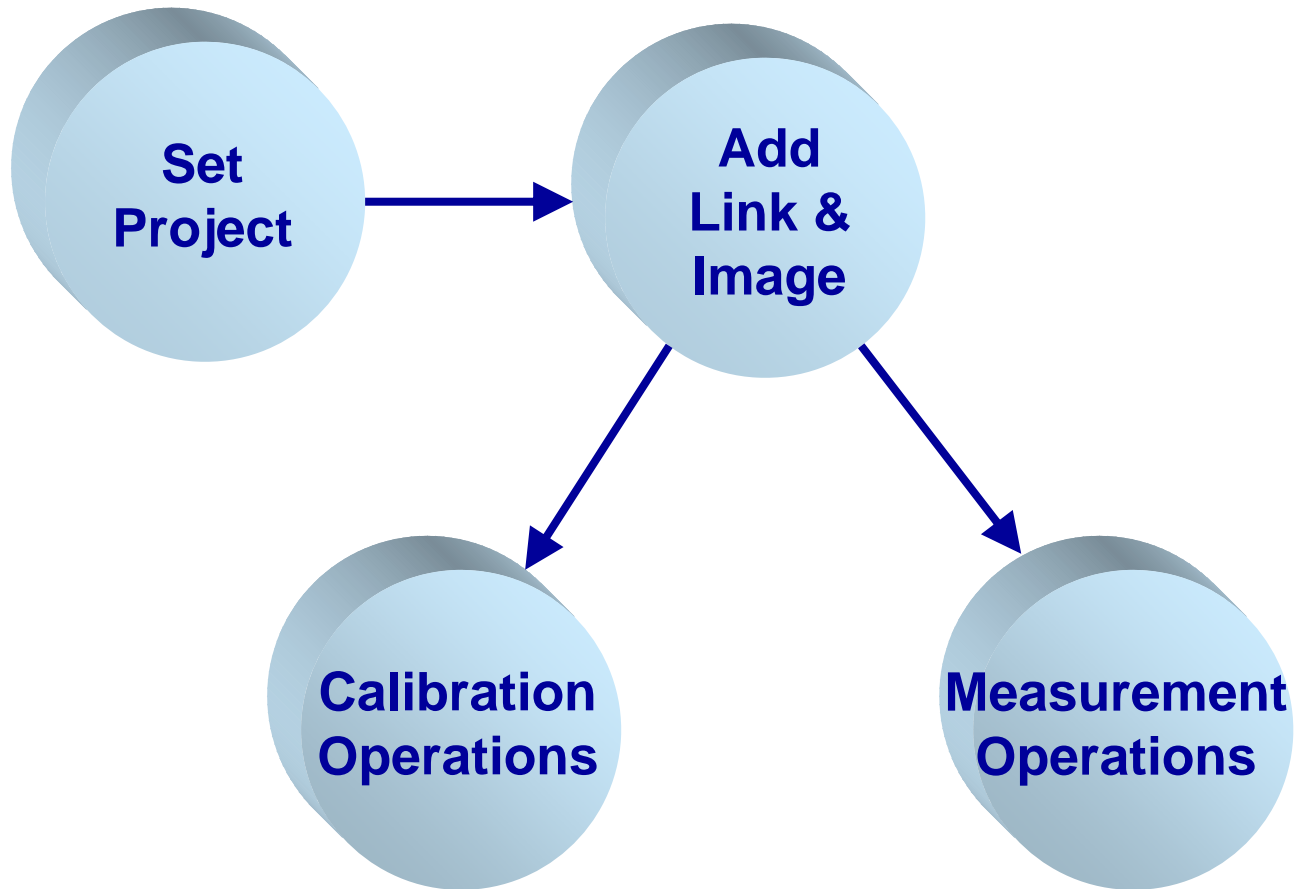 Set
Project
Add
Link &
Image
Calibration
Operations
Measurement
Operations